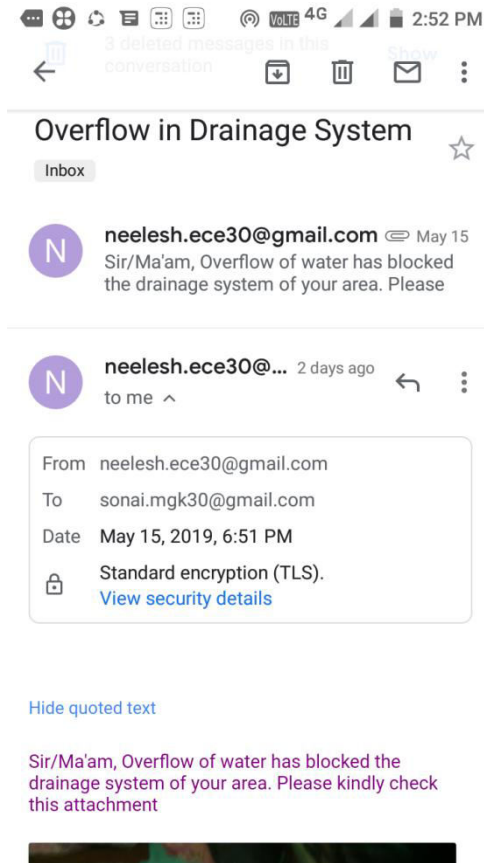 VoLTE 4G 2:52 PM
3 deleted messages in this
conversation
Show
Overflow in Drainage System
Inbox
N
neelesh.ece30@gmail.com May 15
Sir/Ma'am, Overflow of water has blocked
the drainage system of your area. Please
N
neelesh.ece30@... 2 days ago
to me
From neelesh.ece30@gmail.com
To sonai.mgk30@gmail.com
Date May 15, 2019, 6:51 PM
Standard encryption (TLS).
View security details
Hide quoted text
Sir/Ma'am, Overflow of water has blocked the
drainage system of your area. Please kindly check
this attachment